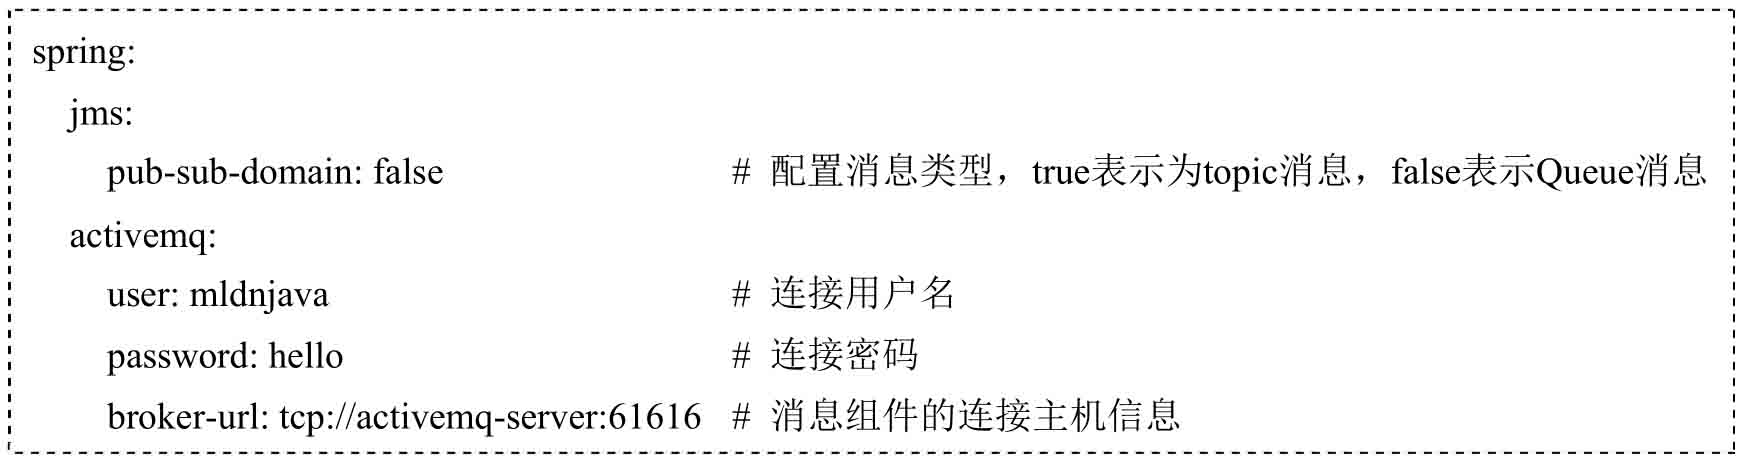 spring:
  jms:
    pub-sub-domain: false # 配置消息类型，true表示为topic消息，false表示Queue消息
  activemq:
    user: mldnjava # 连接用户名
    password: hello # 连接密码
    broker-url: tcp://activemq-server:61616 # 消息组件的连接主机信息